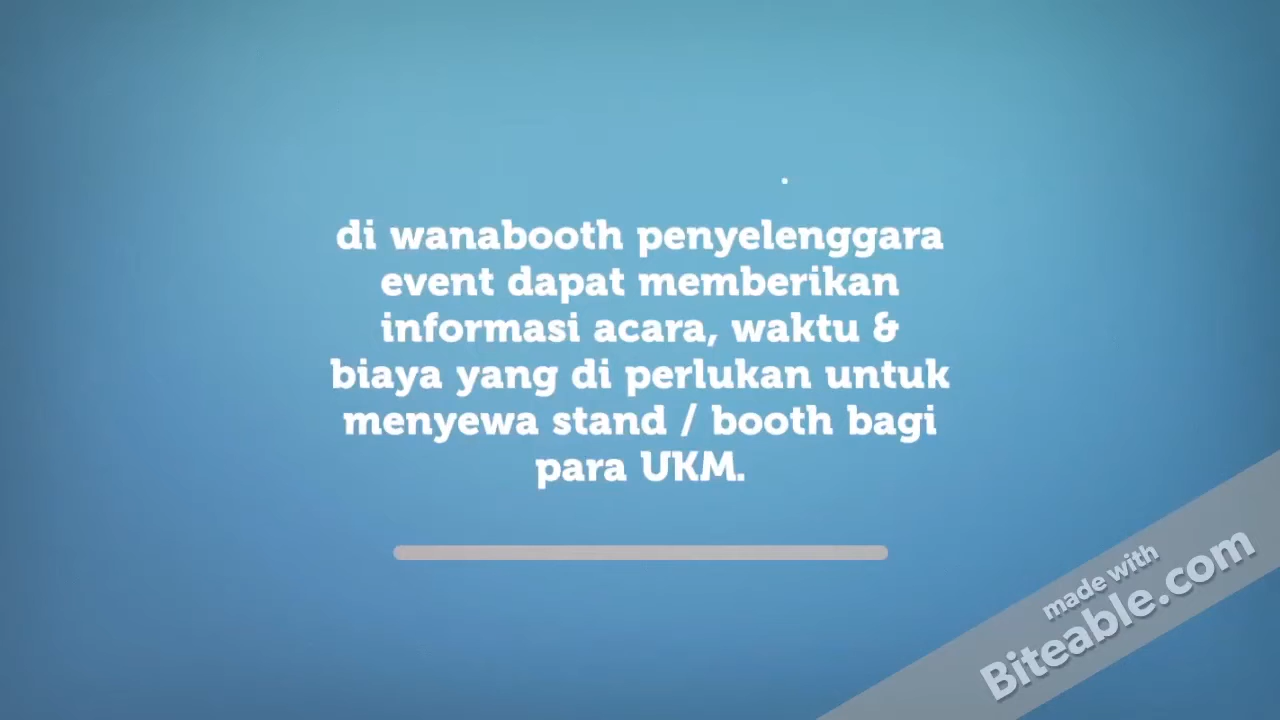 di wanabooth penyelenggara
event dapat memberikan
informasi acara, waktu &
biaya yang di perlukan untuk
menyewa stand / booth bagi
para UKM.
made with
Biteable.com